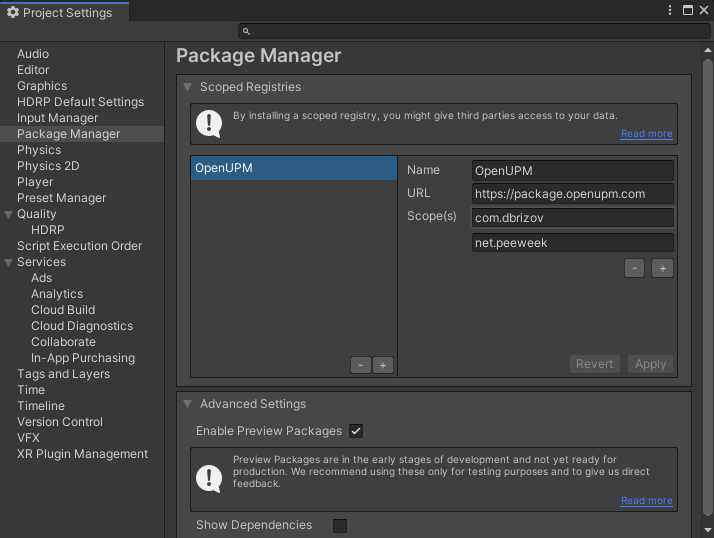 Project Settings
Audio
Editor
Graphics
HDRP Default Settings
Input Manager
Package Manager
Physics
Physics 2D
Player
Preset Manager
Quality
HDRP
Script Execution Order
Services
Ads
Analytics
Cloud Build
Cloud Diagnostics
Collaborate
In-App Purchasing
Tags and Layers
Time
Timeline
Version Control
VFX
XR Plugin Management
Package Manager
Scoped Registries
By installing a scoped registry, you might give third parties access to your data.
Read more
OpenUPM
- +
Name OpenUPM
URL https://package.openupm.com
Scope(s) com.dbrizov
net.peeweek
- +
Revert Apply
Advanced Settings
Enable Preview Packages
Preview Packages are in the early stages of development and not yet ready for
production. We recommend using these only for testing purposes and to give us direct
feedback.
Read more
Show Dependencies